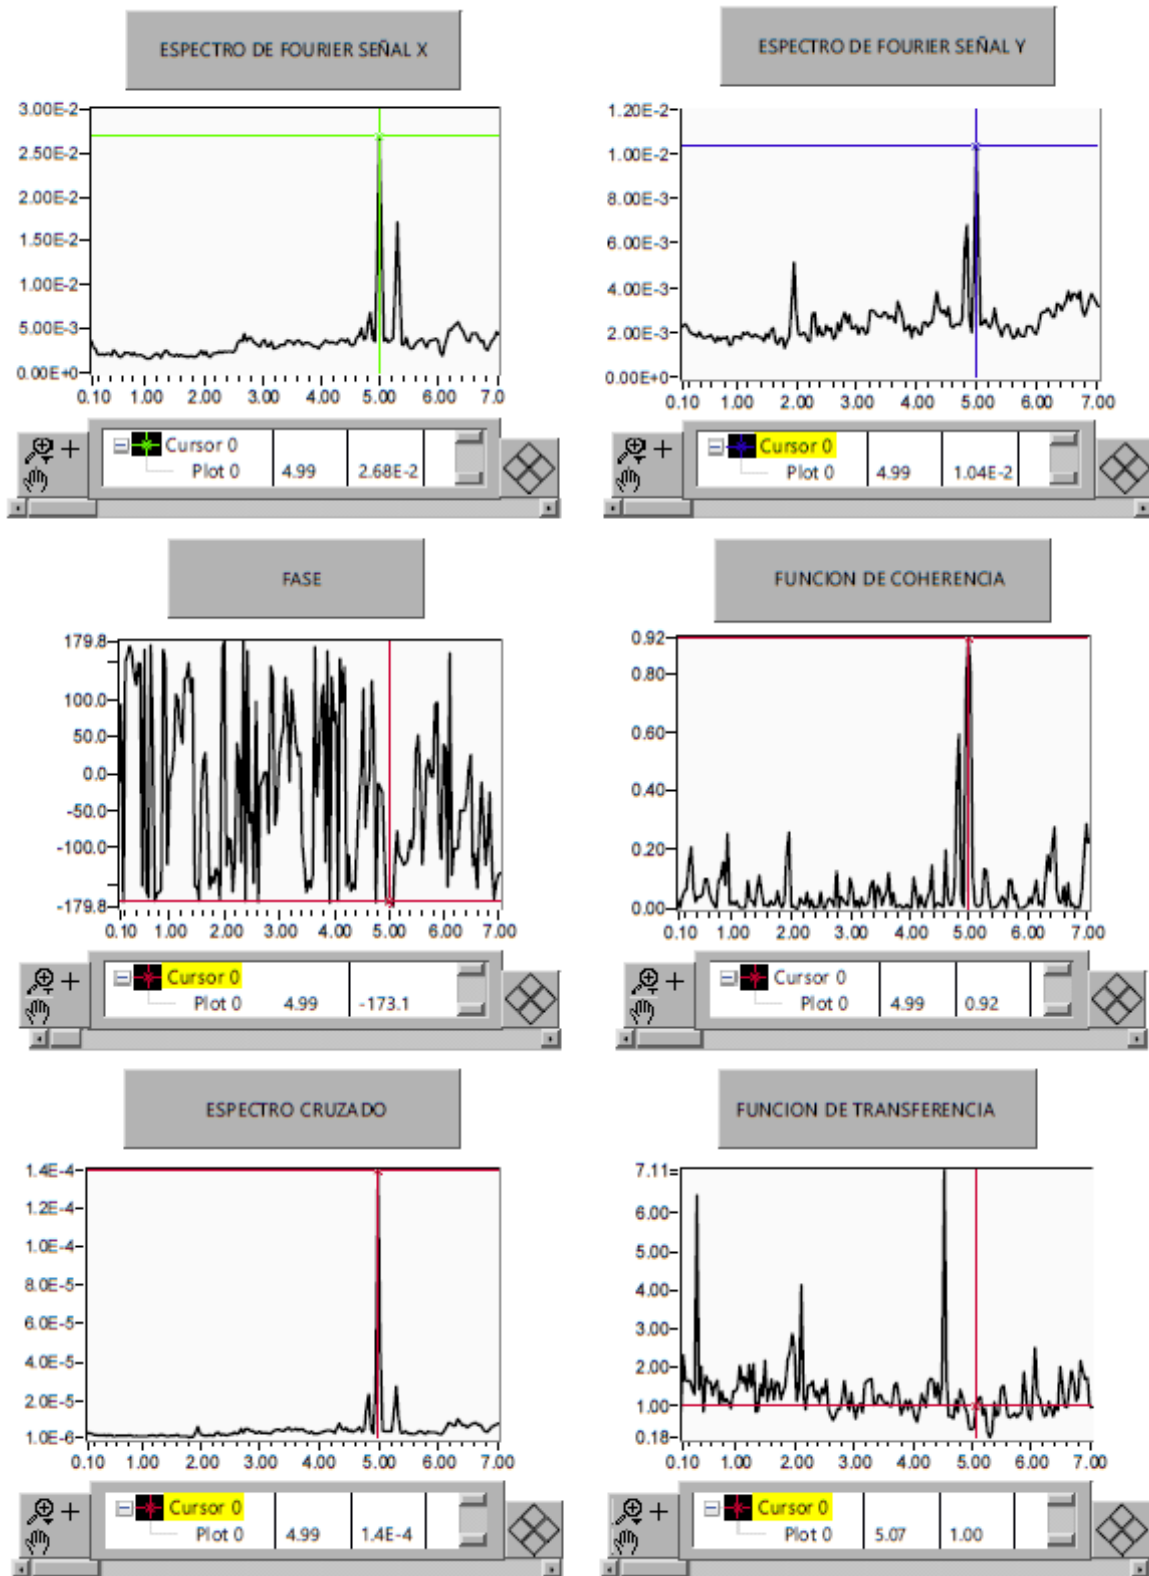 ESPECTRO DE FOURIER SEÑAL X
3.00E-2
2.50E-2
2.00E-2
1.50E-2
1.00E-2
5.00E-3
0.00E+0
0.10 1.00 2.00 3.00 4.00 5.00 6.00 7.00
Cursor 0
Plot 0 4.99 2.68E-2
ESPECTRO DE FOURIER SEÑAL Y
1.20E-2
1.00E-2
8.00E-3
6.00E-3
4.00E-3
2.00E-3
0.00E+0
0.10 1.00 2.00 3.00 4.00 5.00 6.00 7.00
Cursor 0
Plot 0 4.99 1.04E-2
FASE
179.8
100.0
50.0
0.0
-50.0
-100.0
-179.8
0.10 1.00 2.00 3.00 4.00 5.00 6.00 7.00
Cursor 0
Plot 0 4.99 -173.1
FUNCION DE COHERENCIA
0.92
0.80
0.60
0.40
0.20
0.00
0.10 1.00 2.00 3.00 4.00 5.00 6.00 7.00
Cursor 0
Plot 0 4.99 0.92
ESPECTRO CRUZADO
1.4E-4
1.2E-4
1.0E-4
8.0E-5
6.0E-5
4.0E-5
2.0E-5
1.0E-6
0.10 1.00 2.00 3.00 4.00 5.00 6.00 7.00
Cursor 0
Plot 0 4.99 1.4E-4
FUNCION DE TRANSFERENCIA
7.11
6.00
5.00
4.00
3.00
2.00
1.00
0.18
0.10 1.00 2.00 3.00 4.00 5.00 6.00 7.00
Cursor 0
Plot 0 5.07 1.00